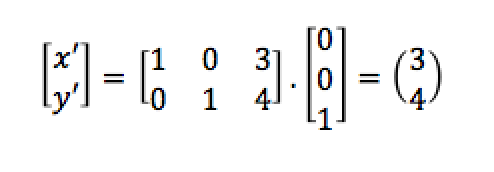 [x′ y′] = [1 0 3; 0 1 4] . [0 0 1] = (3 4)